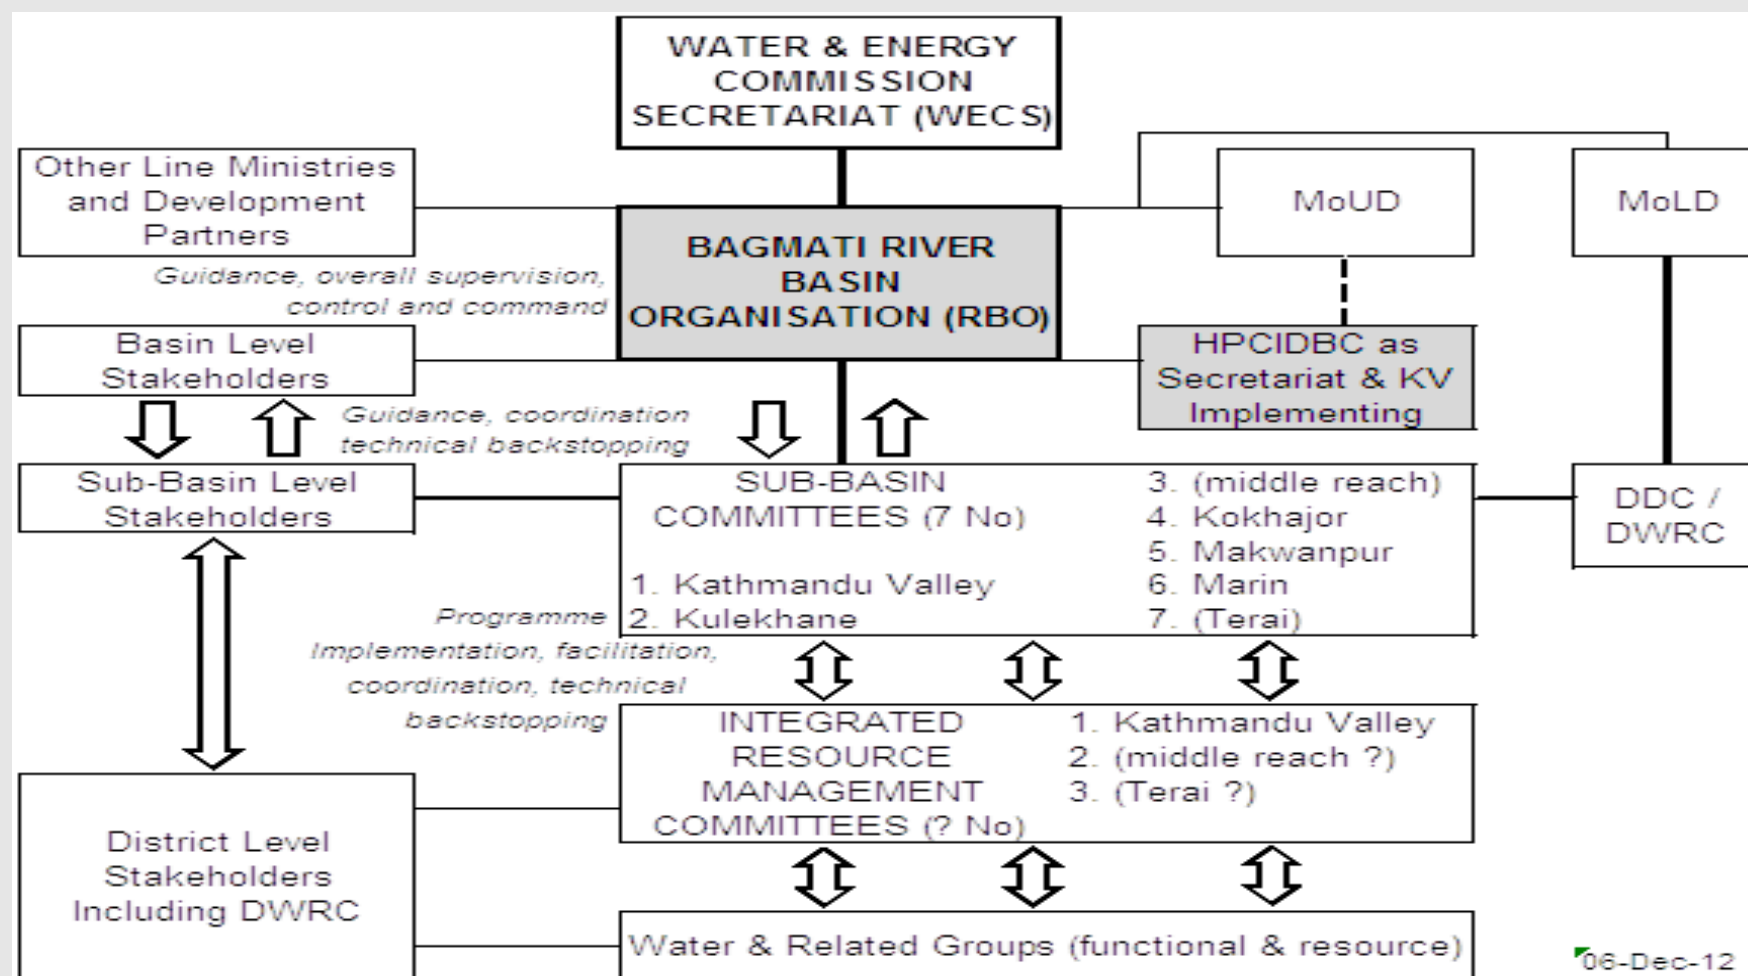 WATER & ENERGY
COMMISSION
SECRETARIAT (WECS)
Other Line Ministries
and Development
Partners
MoUD
MoLD
BAGMATI RIVER
BASIN
ORGANISATION (RBO)
Guidance, overall supervision,
control and command
Basin Level
Stakeholders
HPCIDBC as
Secretariat & KV
Implementing
Guidance, coordination
technical backstopping
Sub-Basin Level
Stakeholders
SUB-BASIN
COMMITTEES (7 No)
1. Kathmandu Valley
2. Kulekhane
3. (middle reach)
4. Kokhajor
5. Makwanpur
6. Marin
7. (Terai)
DDC /
DWRC
Programme
Implementation, facilitation,
coordination, technical
backstopping
INTEGRATED
RESOURCE
MANAGEMENT
COMMITTEES (? No)
1. Kathmandu Valley
2. (middle reach ?)
3. (Terai ?)
District Level
Stakeholders
Including DWRC
Water & Related Groups (functional & resource)
06-Dec-12